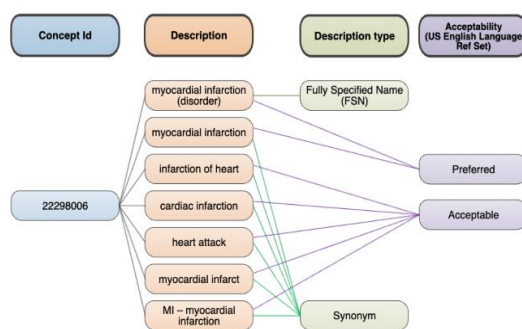 Concept Id
Description
Description type
Acceptability
(US English Language
Ref Set)
myocardial infarction
(disorder)
Fully Specified Name
(FSN)
myocardial infarction
infarction of heart
Preferred
22298006
cardiac infarction
Acceptable
heart attack
myocardial infarct
MI – myocardial
infarction
Synonym